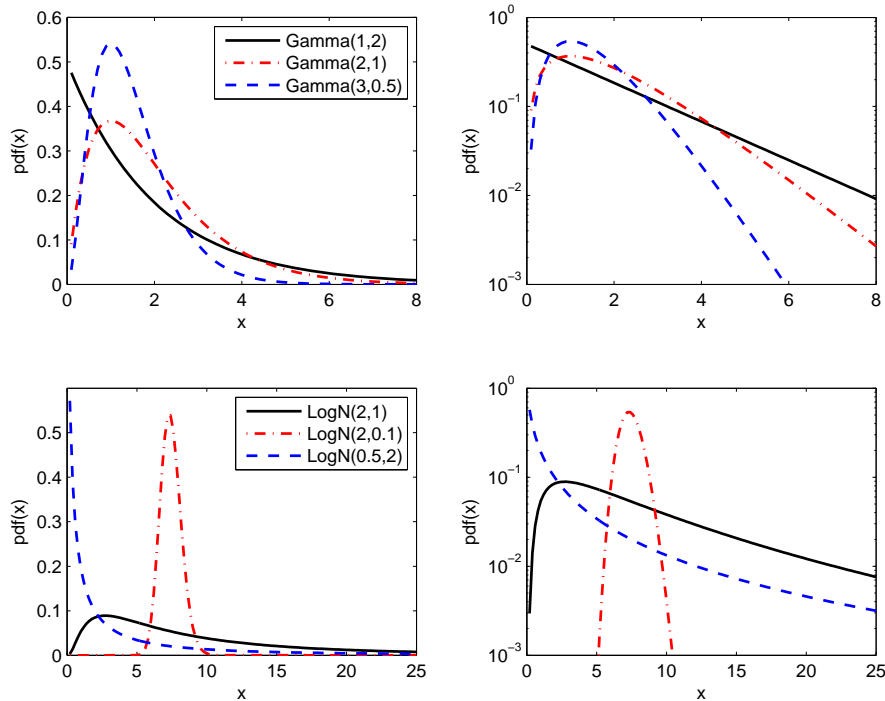 0.6
0.5
0.4
0.3
0.2
0.1
0
pdf(x)
Gamma(1,2)
Gamma(2,1)
Gamma(3,0.5)
0 2 4 6 8
x
10^0
10^-1
10^-2
10^-3
pdf(x)
0 2 4 6 8
x
0.5
0.4
0.3
0.2
0.1
0
pdf(x)
LogN(2,1)
LogN(2,0.1)
LogN(0.5,2)
0 5 10 15 20 25
x
10^0
10^-1
10^-2
10^-3
pdf(x)
0 5 10 15 20 25
x